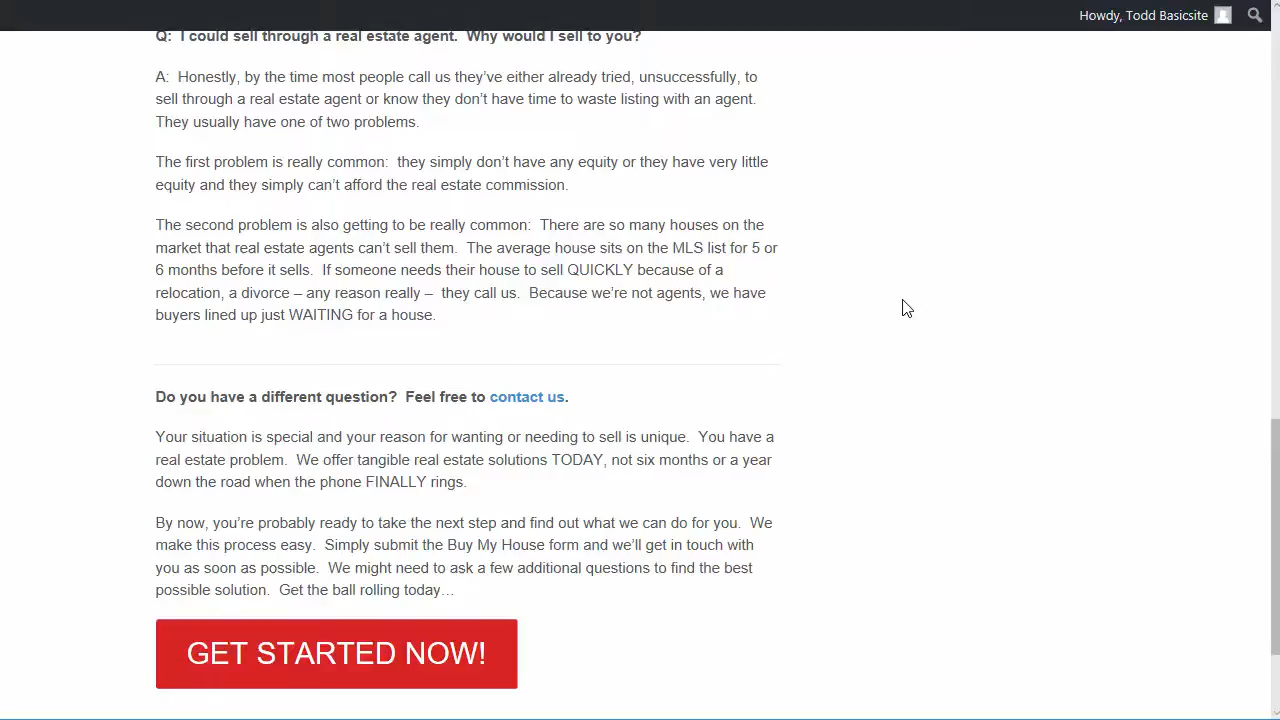 Howdy, Todd Basicsite
Q:  I could sell through a real estate agent.  Why would I sell to you?
A:  Honestly, by the time most people call us they’ve either already tried, unsuccessfully, to
sell through a real estate agent or know they don’t have time to waste listing with an agent.
They usually have one of two problems.
The first problem is really common:  they simply don’t have any equity or they have very little
equity and they simply can’t afford the real estate commission.
The second problem is also getting to be really common:  There are so many houses on the
market that real estate agents can’t sell them.  The average house sits on the MLS list for 5 or
6 months before it sells.  If someone needs their house to sell QUICKLY because of a
relocation, a divorce – any reason really –  they call us.  Because we’re not agents, we have
buyers lined up just WAITING for a house.
Do you have a different question?  Feel free to contact us.
Your situation is special and your reason for wanting or needing to sell is unique.  You have a
real estate problem.  We offer tangible real estate solutions TODAY, not six months or a year
down the road when the phone FINALLY rings.
By now, you’re probably ready to take the next step and find out what we can do for you.  We
make this process easy.  Simply submit the Buy My House form and we’ll get in touch with
you as soon as possible.  We might need to ask a few additional questions to find the best
possible solution.  Get the ball rolling today…
GET STARTED NOW!